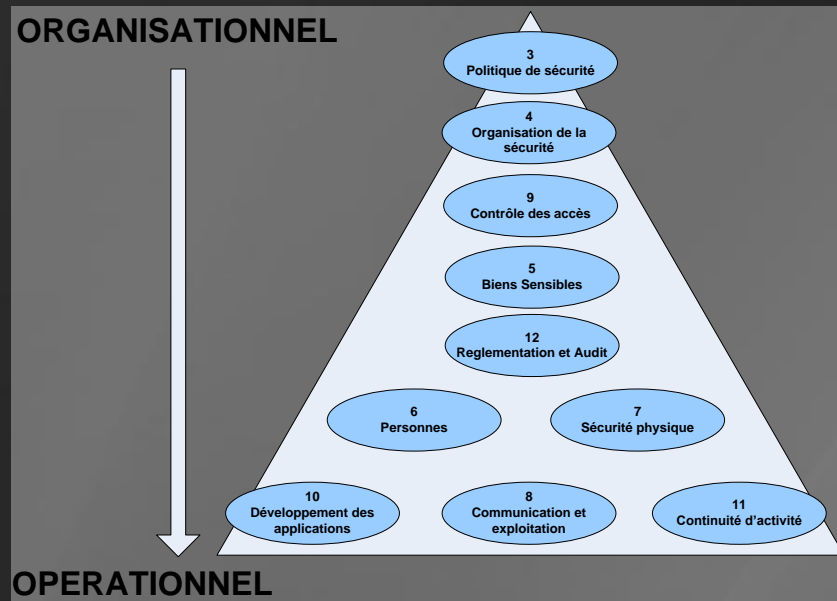 ORGANISATIONNEL
3
Politique de sécurité
4
Organisation de la
sécurité
9
Contrôle des accès
5
Biens Sensibles
12
Reglementation et Audit
6
Personnes
7
Sécurité physique
10
Développement des
applications
8
Communication et
exploitation
11
Continuité d'activité
OPERATIONNEL